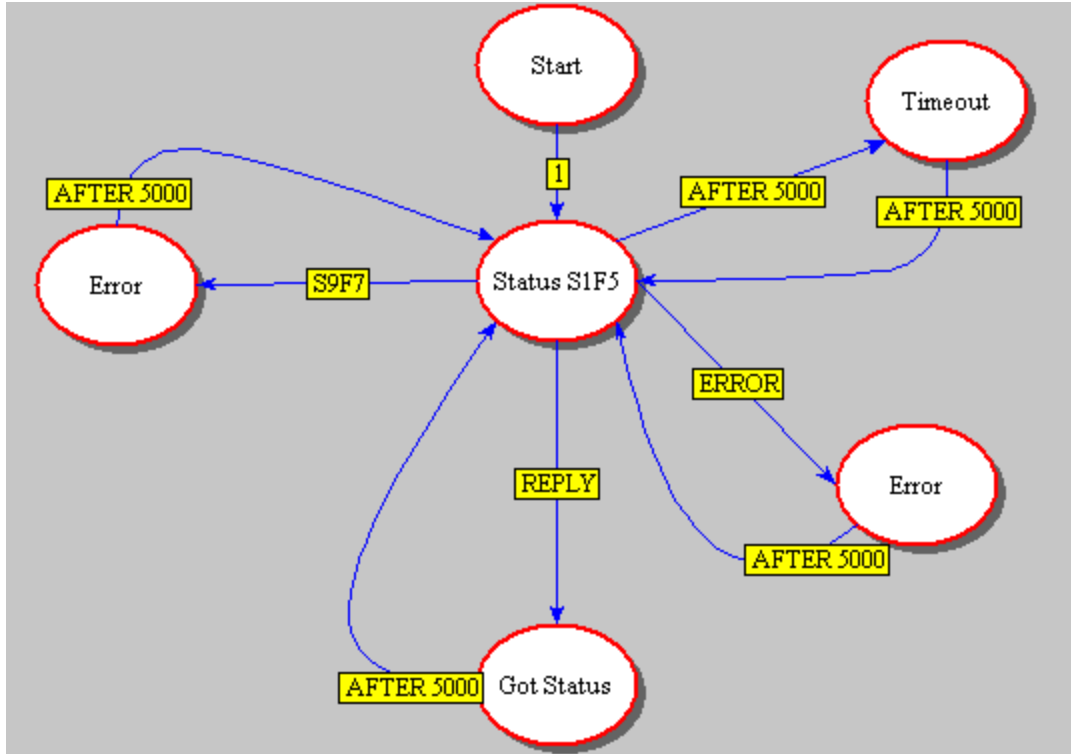 Start
Timeout
1
AFTER 5000
AFTER 5000
AFTER 5000
Error
S9F7
Status S1F5
ERROR
REPLY
Error
AFTER 5000
AFTER 5000
Got Status